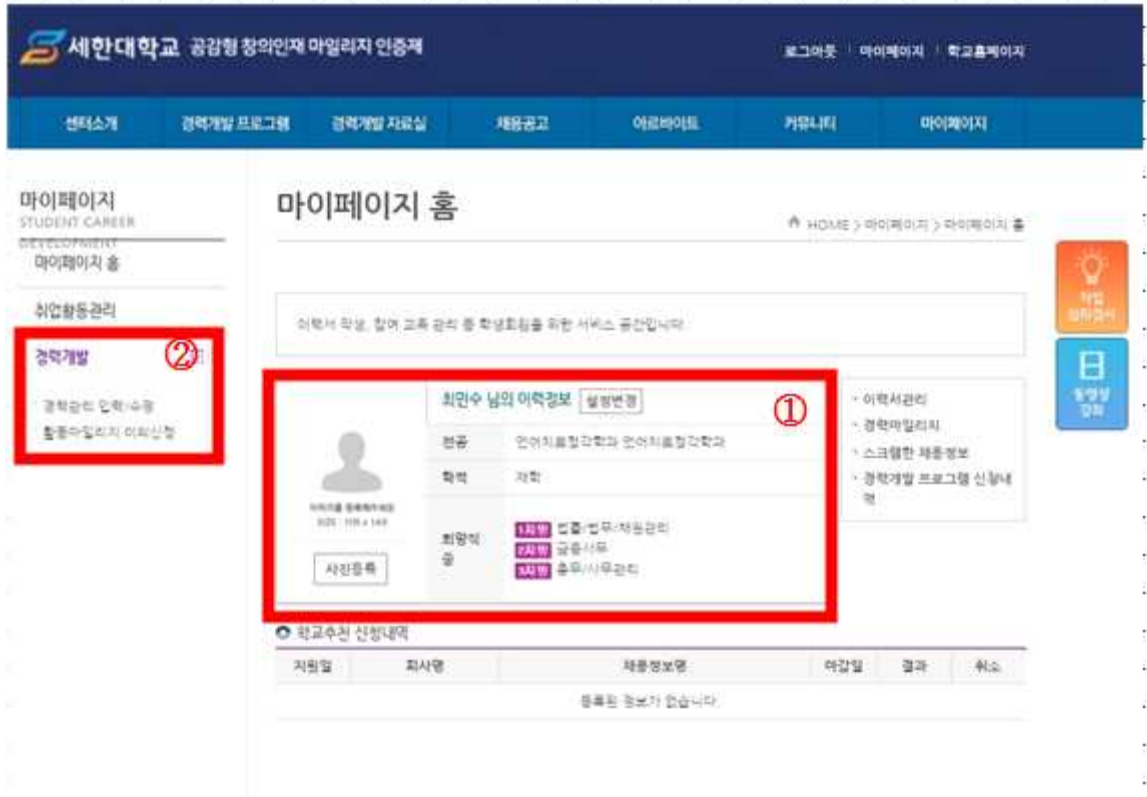 세한대학교 공감형 창의인재 마일리지 인증제
로그아웃 마이페이지 학교홈페이지
센터소개 경력개발 프로그램 경력개발 자료실 채용공고 아르바이트 커뮤니티 마이페이지
마이페이지
STUDENT CAREER
DEVELOPMENT
마이페이지 홈
취업활동관리
경력개발 ②
경력관리 입력/수정
활동마일리지 이의신청
마이페이지 홈
HOME > 마이페이지 > 마이페이지 홈
이력서 작성, 참여 교육 관리 등 학생회원을 위한 서비스 공간입니다.
최민수 님의 이력정보 설정변경 ①
전공 언어치료청각학과 언어치료청각학과
학적 재학
희망직종
1지망 법률/법무/채용관리
2지망 금융사무
3지망 총무/사무관리
사진등록
이력서관리
경력마일리지
스크랩한 채용정보
경력개발 프로그램 신청내
역
직업
심리검사
동영상
강의
학교추천 신청내역
지원일 회사명 채용정보명 마감일 결과 취소
등록된 정보가 없습니다.